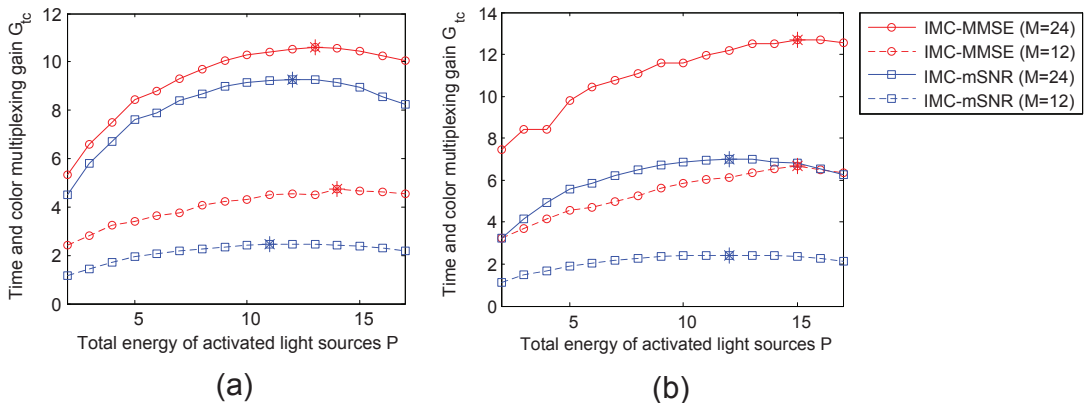 Time and color multiplexing gain G_tc
12
10
8
6
4
2
0
5
10
15
Total energy of activated light sources P
(a)
Time and color multiplexing gain G_tc
14
12
10
8
6
4
2
0
5
10
15
Total energy of activated light sources P
(b)
IMC-MMSE (M=24)
IMC-MMSE (M=12)
IMC-mSNR (M=24)
IMC-mSNR (M=12)